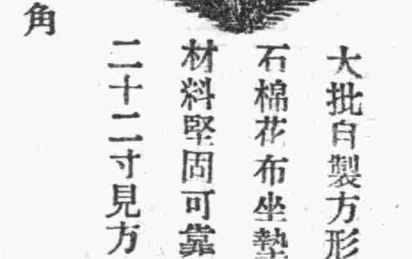 大批自製方形
石棉花布坐墊
材料堅固可靠
二十二寸見方
角